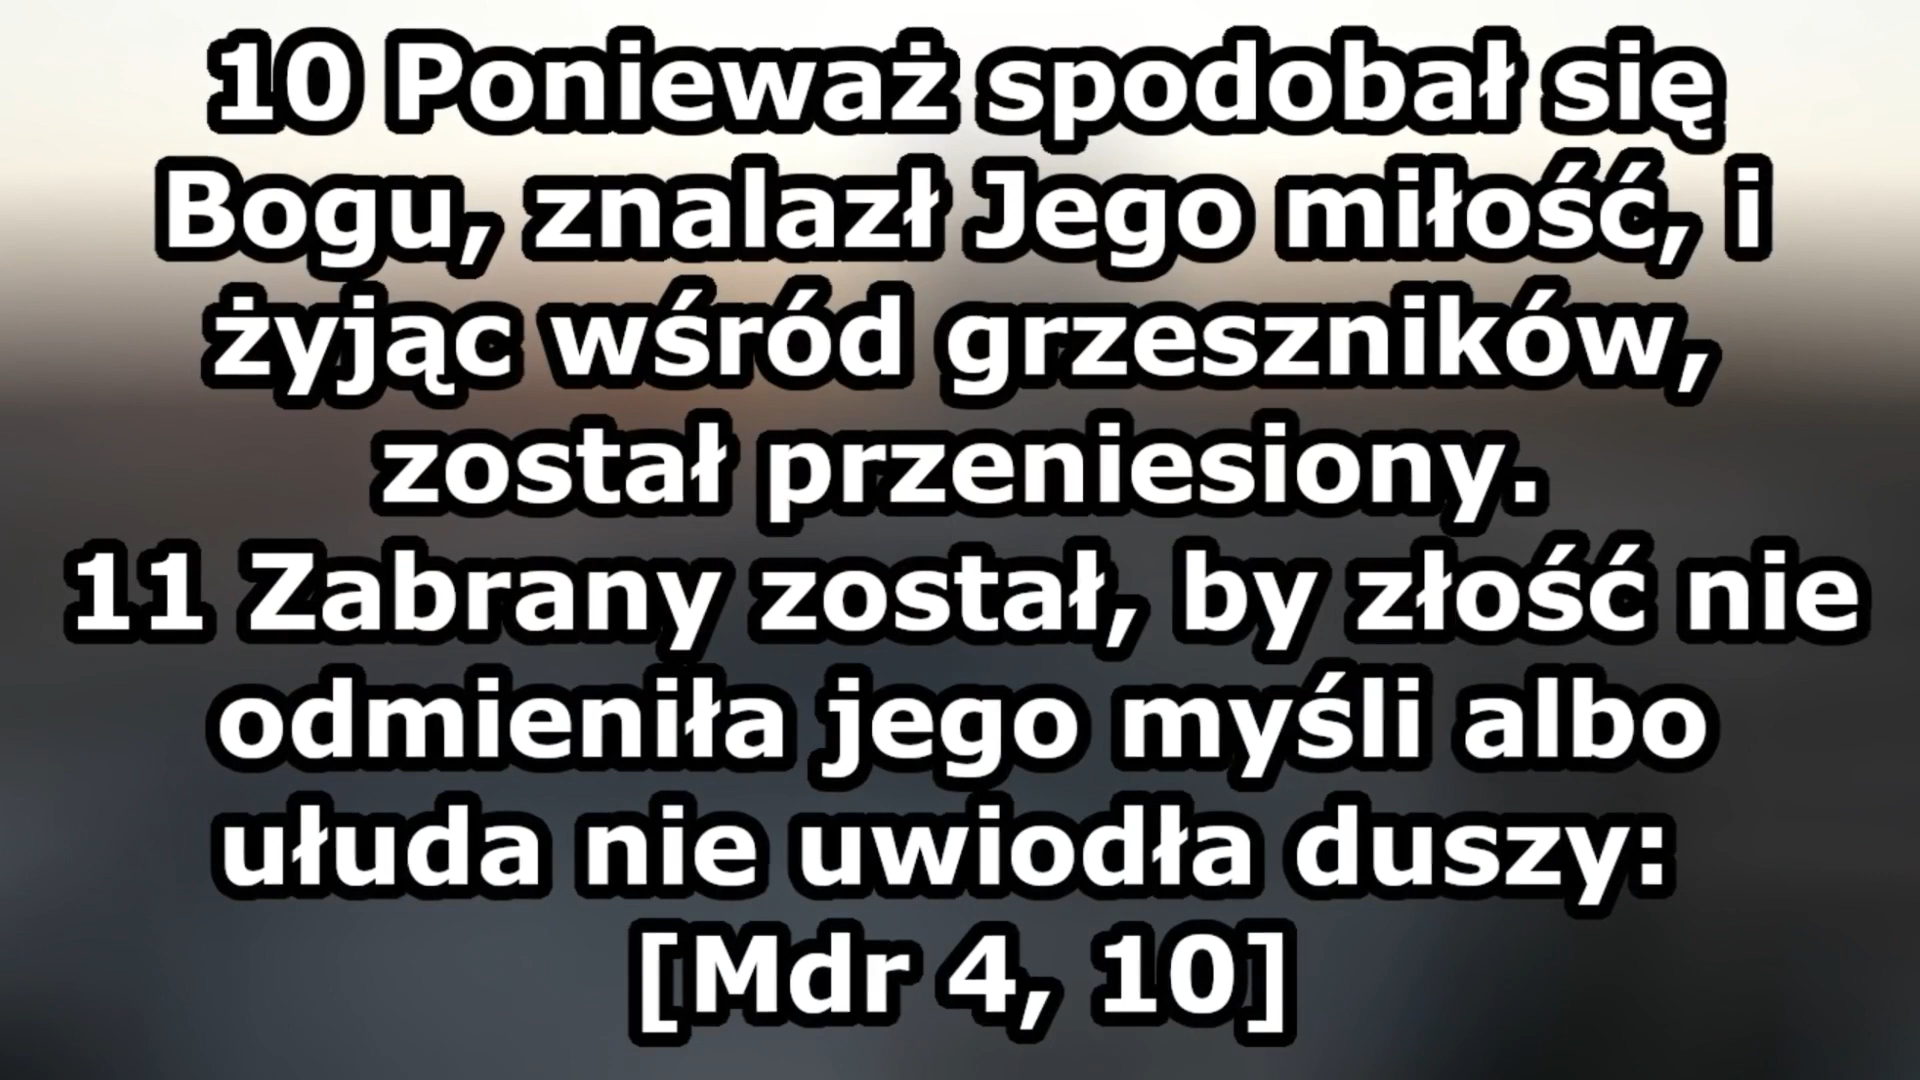 10 Ponieważ spodobał się
Bogu, znalazł Jego miłość, i
żyjąc wśród grzeszników,
został przeniesiony.
11 Zabrany został, by złość nie
odmieniła jego myśli albo
ułuda nie uwiodła duszy:
[Mdr 4, 10]